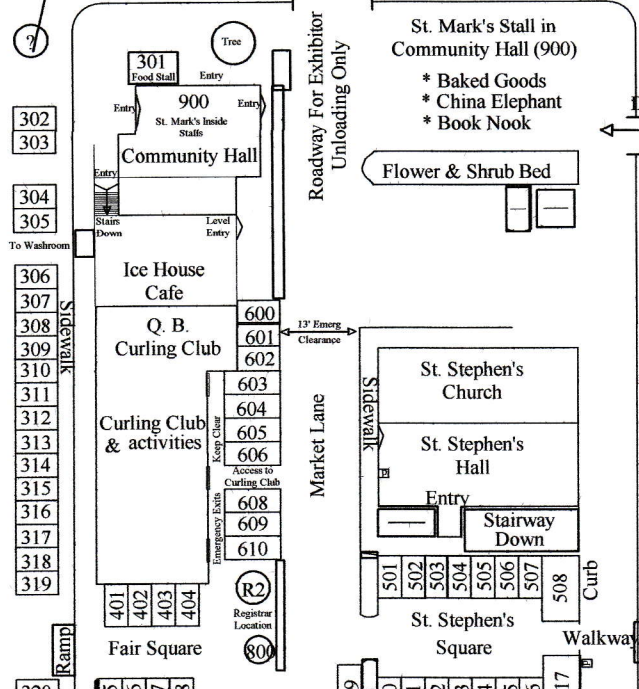 ?
Tree
301
Food Stall
Entry
Roadway For Exhibitor
Unloading Only
St. Mark's Stall in
Community Hall (900)
* Baked Goods
* China Elephant
* Book Nook
Flower & Shrub Bed
Entry
900
Entry
St. Mark's Inside
Stalls
Community Hall
Entry
Stairs
Down
Level
Entry
302
303
304
305
To Washroom
306
307
308
309
310
311
312
313
314
315
316
317
318
319
Sidewalk
Ice House
Cafe
Q. B.
Curling Club
Curling Club
& activities
600
601
602
603
604
605
606
Keep Clear
Access to
Curling Club
608
609
610
Emergency Exits
13' Emerg
Clearance
Market Lane
Sidewalk
St. Stephen's
Church
St. Stephen's
Hall
Entry
Stairway
Down
401
402
403
404
R2
Registrar
Location
800
Fair Square
Ramp
501
502
503
504
505
506
507
508
Curb
St. Stephen's
Square
Walkway